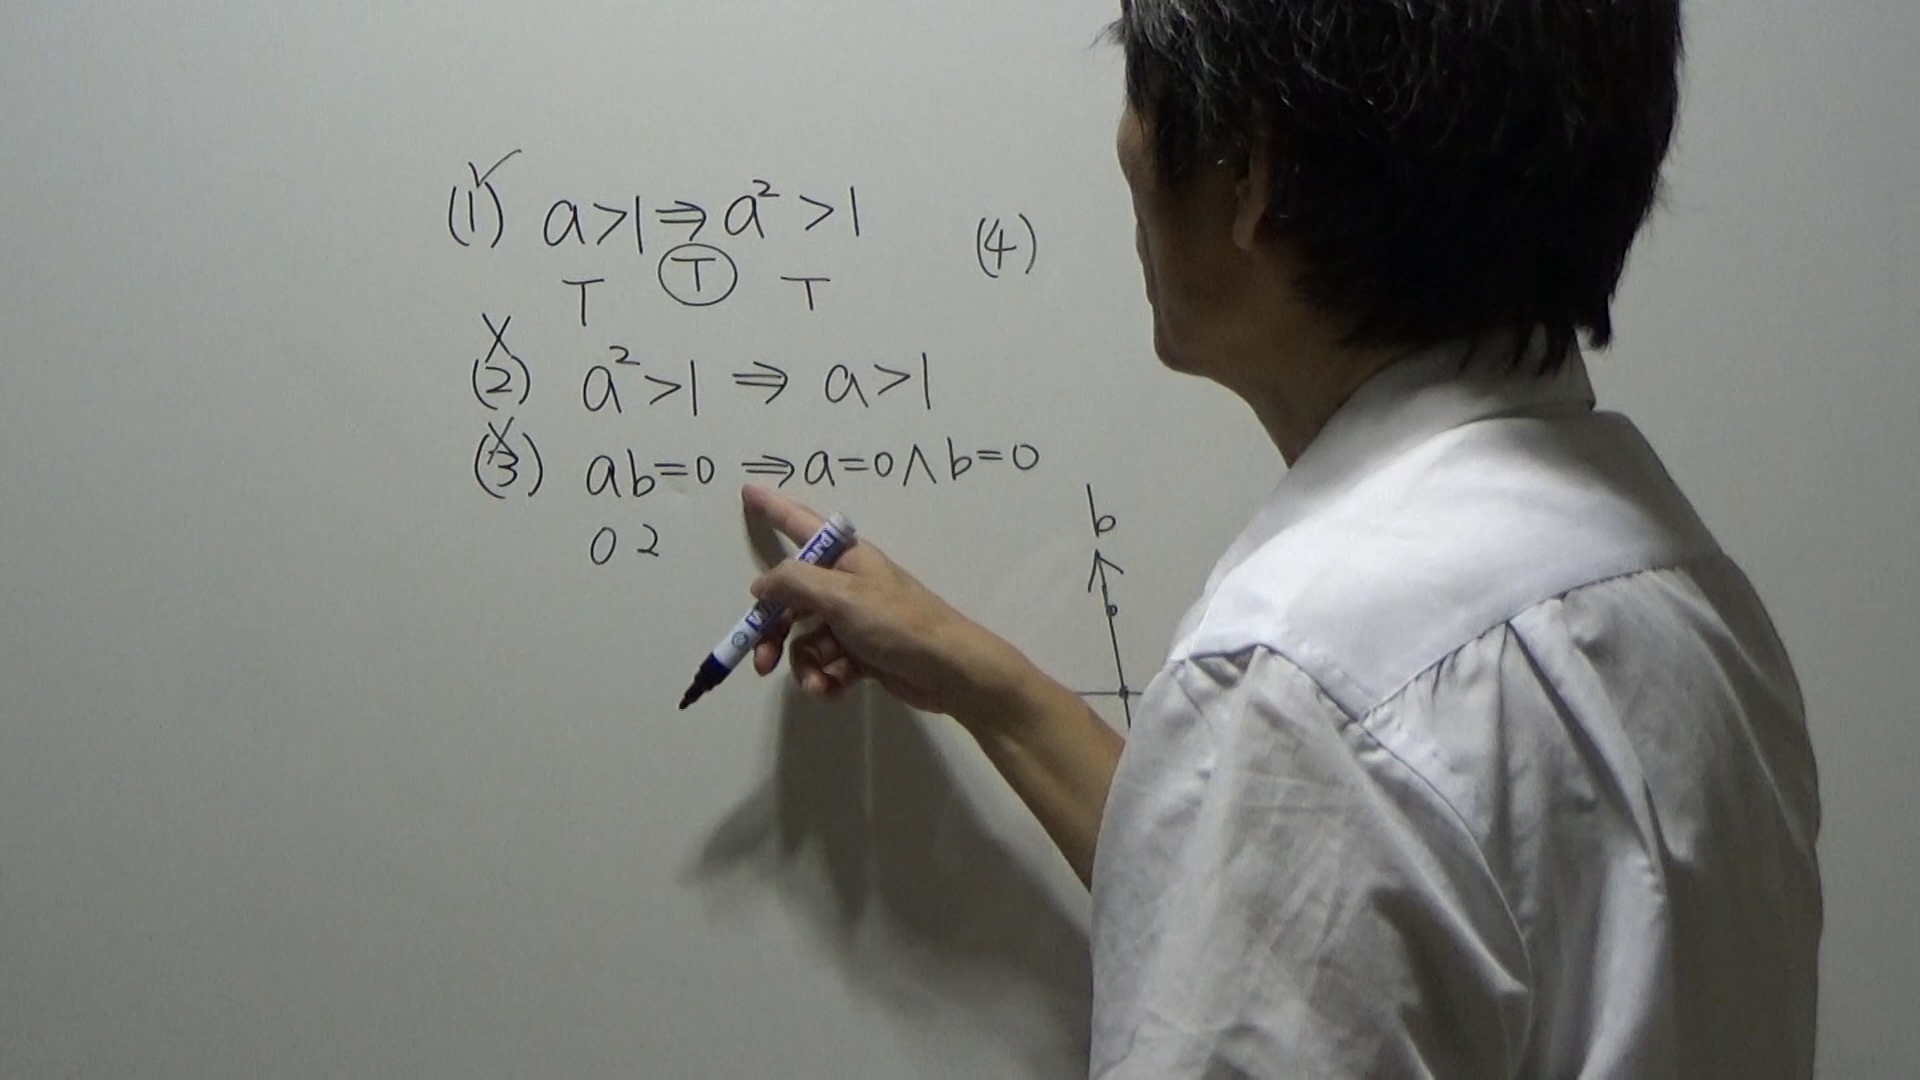 (1) a>1⇒a²>1
T Ⓣ T
(2) a²>1 ⇒ a>1
(3) ab=0 ⇒a=0∧b=0
0 2
(4)
b